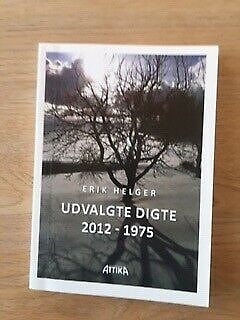 ERIK HELGER
UDVALGTE DIGTE
2012 - 1975
ATTIKA